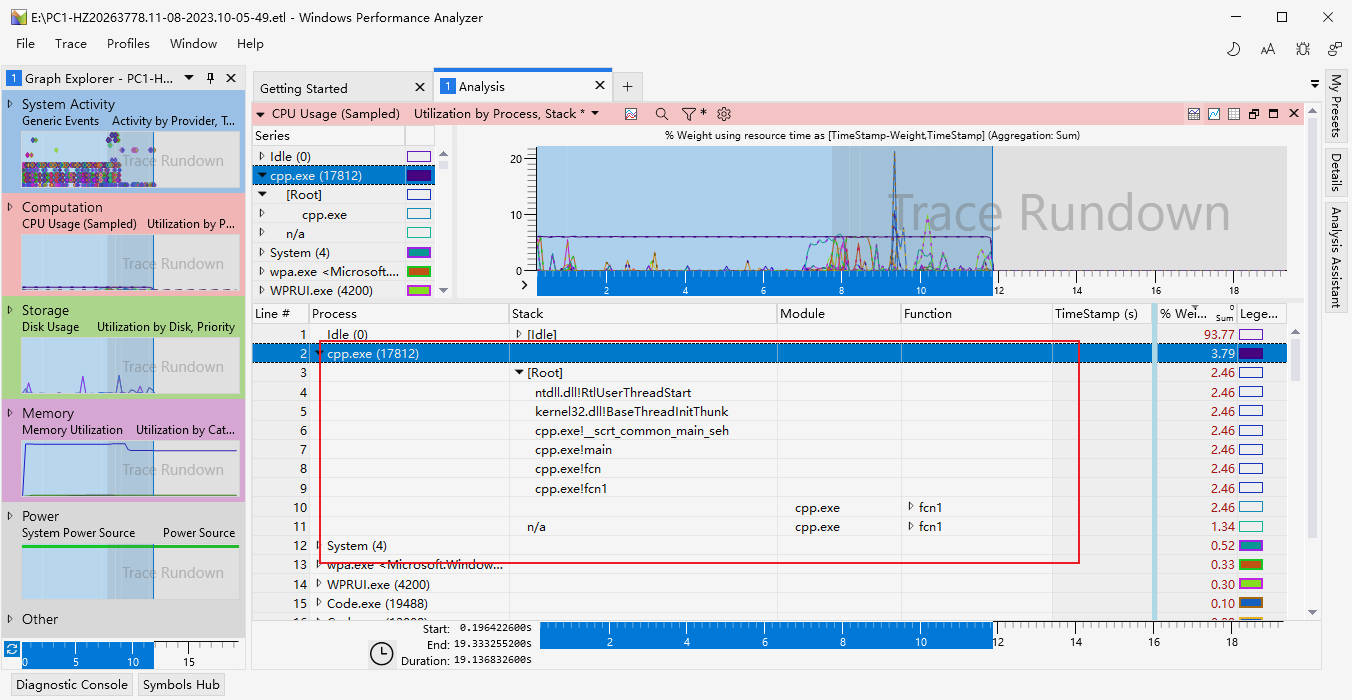 E:\PC1-HZ20263778.11-08-2023.10-05-49.etl - Windows Performance Analyzer
File Trace Profiles Window Help
1 Graph Explorer - PC1-H...
System Activity
Generic Events Activity by Provider, T...
Trace Rundown
Computation
CPU Usage (Sampled) Utilization by P...
Trace Rundown
Storage
Disk Usage Utilization by Disk, Priority
Trace Rundown
Memory
Memory Utilization Utilization by Cat...
Trace Rundown
Power
System Power Source Power Source
Trace Rundown
Other
0 5 10 15
Diagnostic Console Symbols Hub
Getting Started
1 Analysis
CPU Usage (Sampled) Utilization by Process, Stack *
Series
Idle (0)
cpp.exe (17812)
[Root]
cpp.exe
n/a
System (4)
wpa.exe <Microsoft....
WPRUI.exe (4200)
% Weight using resource time as [TimeStamp-Weight,TimeStamp] (Aggregation: Sum)
20
10
0
Trace Rundown
2 4 6 8 10 12 14 16 18
Line # Process Stack Module Function TimeStamp (s) % Wei... Sum Lege...
1 Idle (0) [Idle] 93.77
2 cpp.exe (17812) 3.79
3 [Root] 2.46
4 ntdll.dll!RtlUserThreadStart 2.46
5 kernel32.dll!BaseThreadInitThunk 2.46
6 cpp.exe!__scrt_common_main_seh 2.46
7 cpp.exe!main 2.46
8 cpp.exe!fcn 2.46
9 cpp.exe!fcn1 2.46
10 cpp.exe fcn1 2.46
11 n/a cpp.exe fcn1 1.34
12 System (4) 0.52
13 wpa.exe <Microsoft.Window... 0.33
14 WPRUI.exe (4200) 0.30
15 Code.exe (19488) 0.10
Start: 0.196422600s
End: 19.333255200s
Duration: 19.136832600s
2 4 6 8 10 12 14 16 18
My Presets
Details
Analysis Assistant